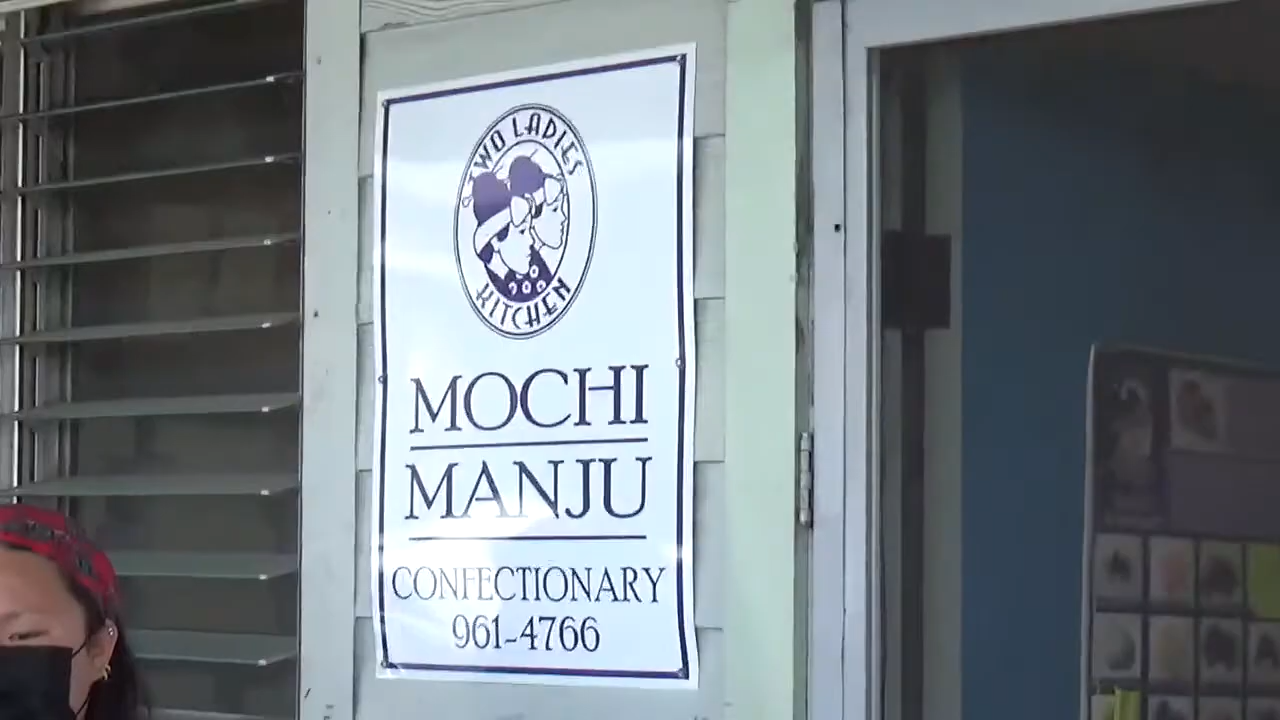 TWO LADIES
KITCHEN
MOCHI
MANJU
CONFECTIONARY
961-4766